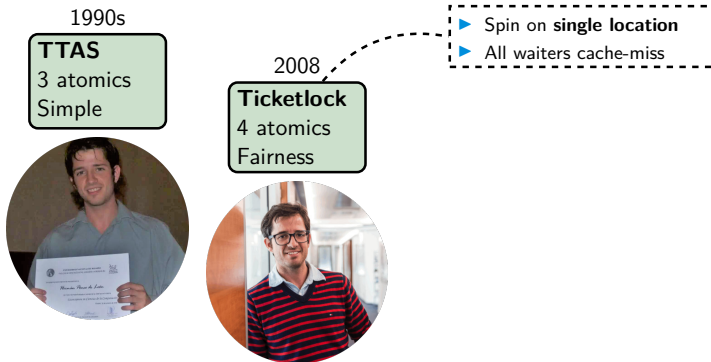 1990s
TTAS
3 atomics
Simple
2008
Ticketlock
4 atomics
Fairness
Spin on single location
All waiters cache-miss